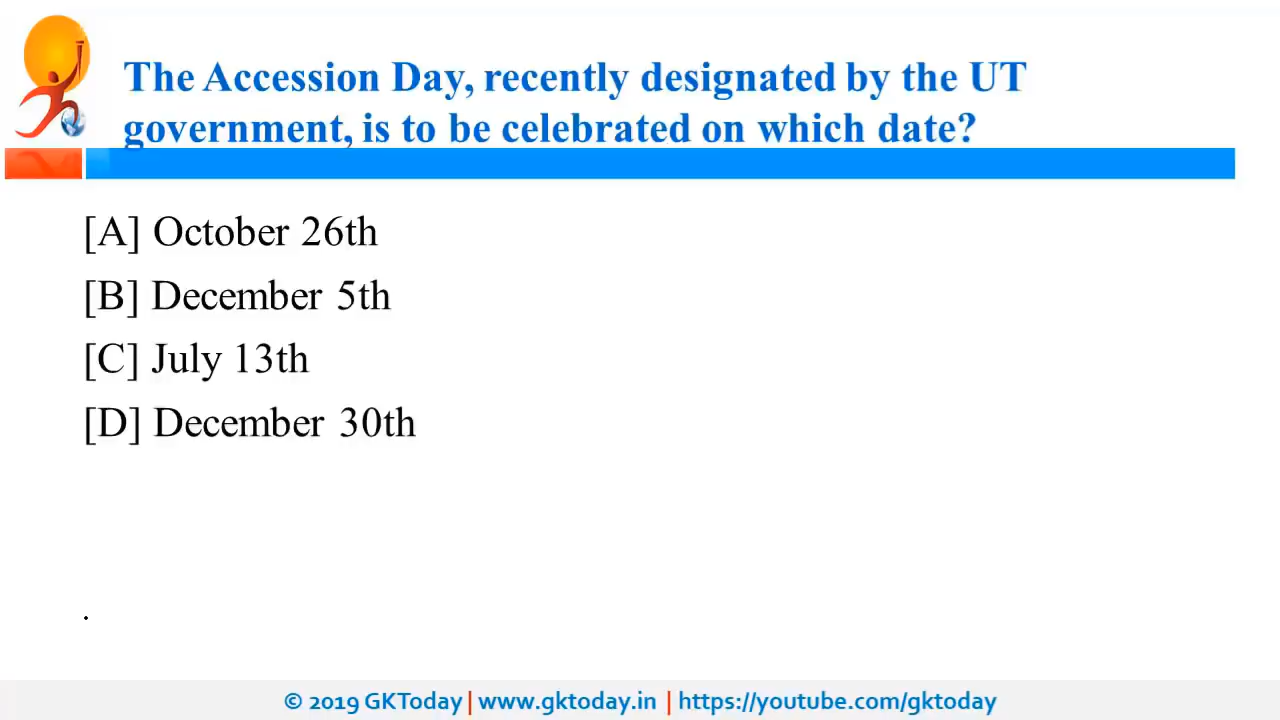 The Accession Day, recently designated by the UT
government, is to be celebrated on which date?
[A] October 26th
[B] December 5th
[C] July 13th
[D] December 30th
.
© 2019 GKToday | www.gktoday.in | https://youtube.com/gktoday